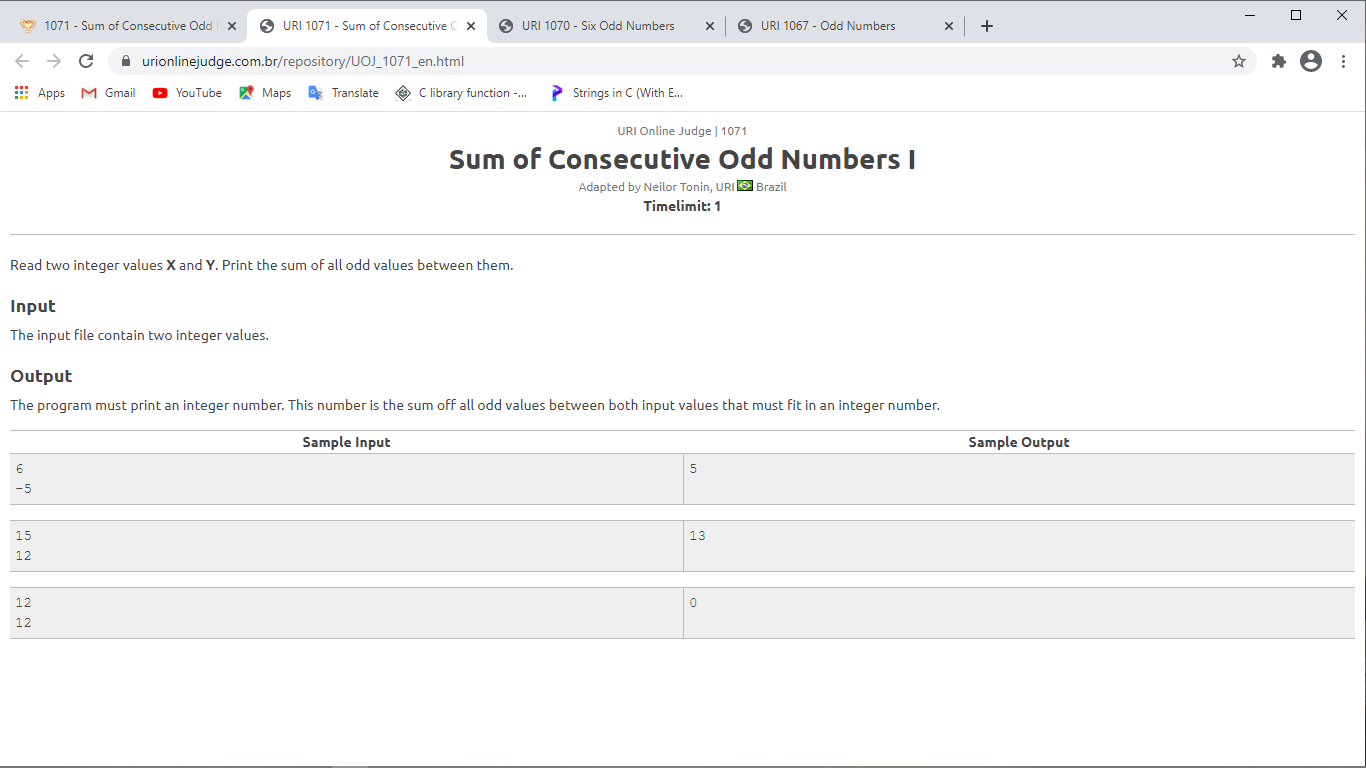 1071 - Sum of Consecutive Odd
URI 1071 - Sum of Consecutive
URI 1070 - Six Odd Numbers
URI 1067 - Odd Numbers
urionlinejudge.com.br/repository/UOJ_1071_en.html
Apps
Gmail
YouTube
Maps
Translate
C library function -...
Strings in C (With E...
URI Online Judge | 1071
Sum of Consecutive Odd Numbers I
Adapted by Neilor Tonin, URI Brazil
Timelimit: 1
Read two integer values X and Y. Print the sum of all odd values between them.
Input
The input file contain two integer values.
Output
The program must print an integer number. This number is the sum off all odd values between both input values that must fit in an integer number.
Sample Input Sample Output
6 5
-5
15 13
12
12 0
12